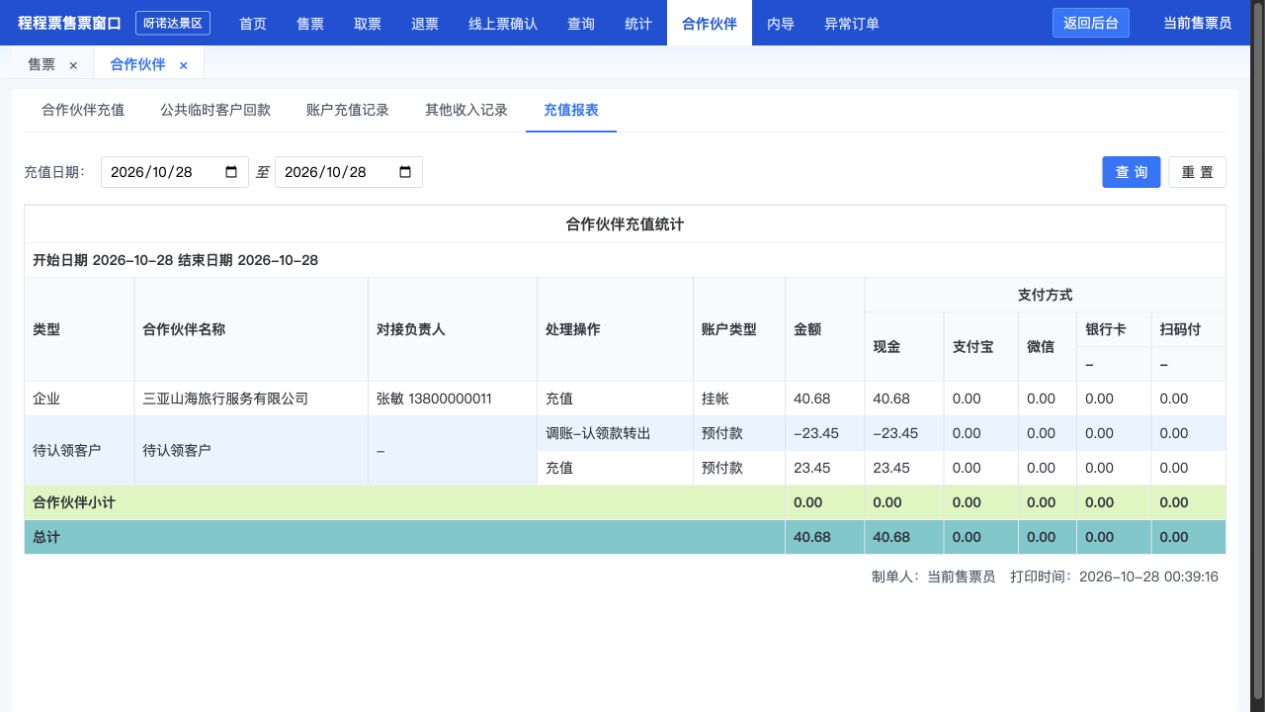 程程票售票窗口 呀诺达景区 首页 售票 取票 退票 线上票确认 查询 统计 合作伙伴 内导 异常订单 返回后台 当前售票员
售票 × 合作伙伴 ×
合作伙伴充值 公共临时客户回款 账户充值记录 其他收入记录 充值报表
充值日期： 2026/10/28 至 2026/10/28 查 询 重 置
合作伙伴充值统计
开始日期 2026-10-28 结束日期 2026-10-28
类型 合作伙伴名称 对接负责人 处理操作 账户类型 金额 支付方式
现金 支付宝 微信 银行卡 扫码付
– –
企业 三亚山海旅行服务有限公司 张敏 13800000011 充值 挂帐 40.68 40.68 0.00 0.00 0.00 0.00
待认领客户 待认领客户 – 调账-认领款转出 预付款 -23.45 -23.45 0.00 0.00 0.00 0.00
充值 预付款 23.45 23.45 0.00 0.00 0.00 0.00
合作伙伴小计 0.00 0.00 0.00 0.00 0.00 0.00
总计 40.68 40.68 0.00 0.00 0.00 0.00
制单人：当前售票员 打印时间：2026-10-28 00:39:16